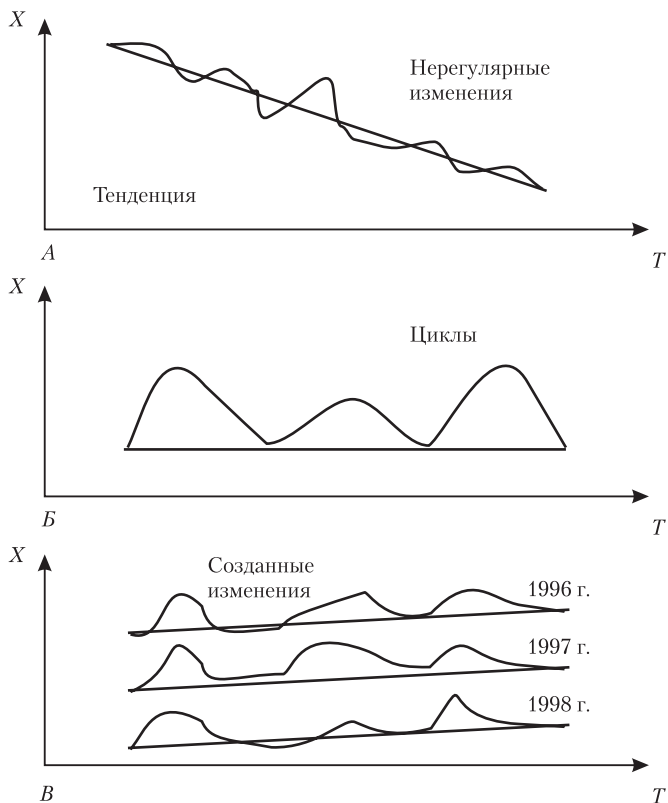 X
Нерегулярные
изменения
Тенденция
А
T
X
Циклы
Б
T
X
Созданные
изменения
1996 г.
1997 г.
1998 г.
В
T